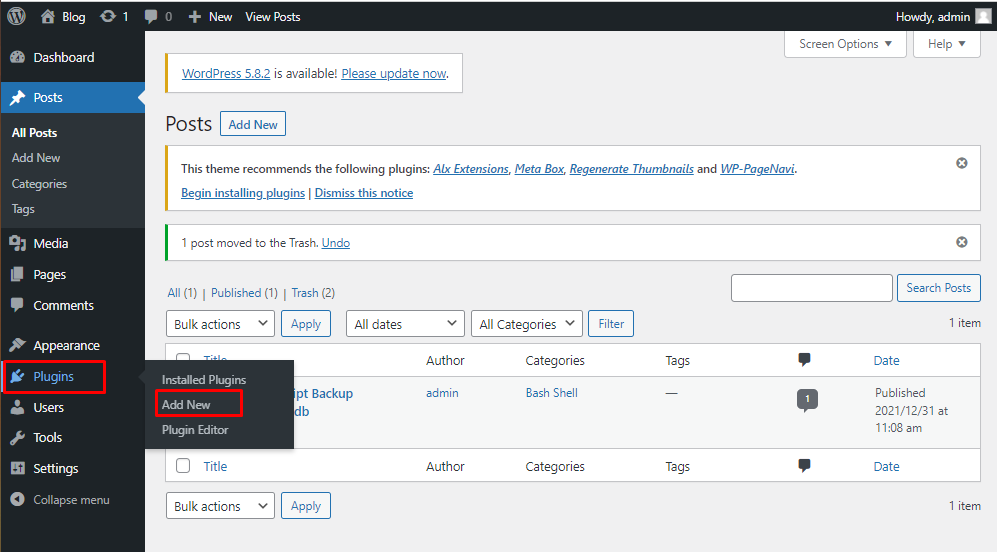 Blog 1 0 New View Posts Howdy, admin
Dashboard
Posts
All Posts
Add New
Categories
Tags
Media
Pages
Comments
Appearance
Plugins
Users
Tools
Settings
Collapse menu
Installed Plugins
Add New
Plugin Editor
Screen Options Help
WordPress 5.8.2 is available! Please update now.
Posts Add New
This theme recommends the following plugins: Alx Extensions, Meta Box, Regenerate Thumbnails and WP-PageNavi.
Begin installing plugins | Dismiss this notice
1 post moved to the Trash. Undo
All (1) | Published (1) | Trash (2) Search Posts
Bulk actions Apply All dates All Categories Filter 1 item
Title Author Categories Tags Date
Backup admin Bash Shell — 1 Published
db 2021/12/31 at
11:08 am
Title Author Categories Tags Date
Bulk actions Apply 1 item